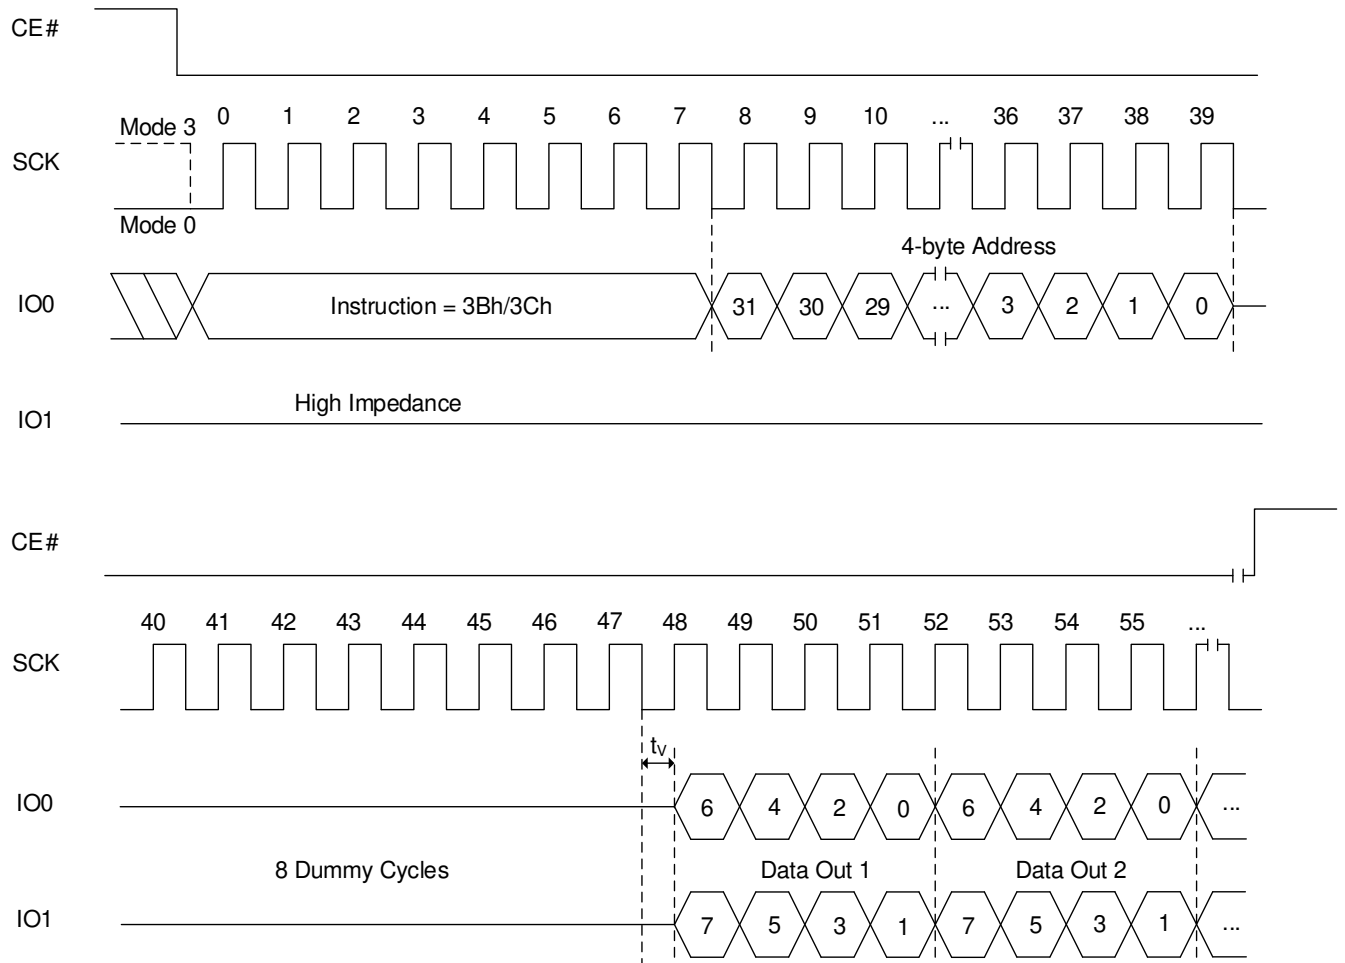 CE#
Mode 3
0 1 2 3 4 5 6 7 8 9 10 ... 36 37 38 39
SCK
Mode 0
4-byte Address
IO0
Instruction = 3Bh/3Ch
31 30 29 ... 3 2 1 0
High Impedance
IO1
CE#
40 41 42 43 44 45 46 47 48 49 50 51 52 53 54 55 ...
SCK
tV
IO0
6 4 2 0 6 4 2 0 ...
8 Dummy Cycles
Data Out 1
Data Out 2
IO1
7 5 3 1 7 5 3 1 ...